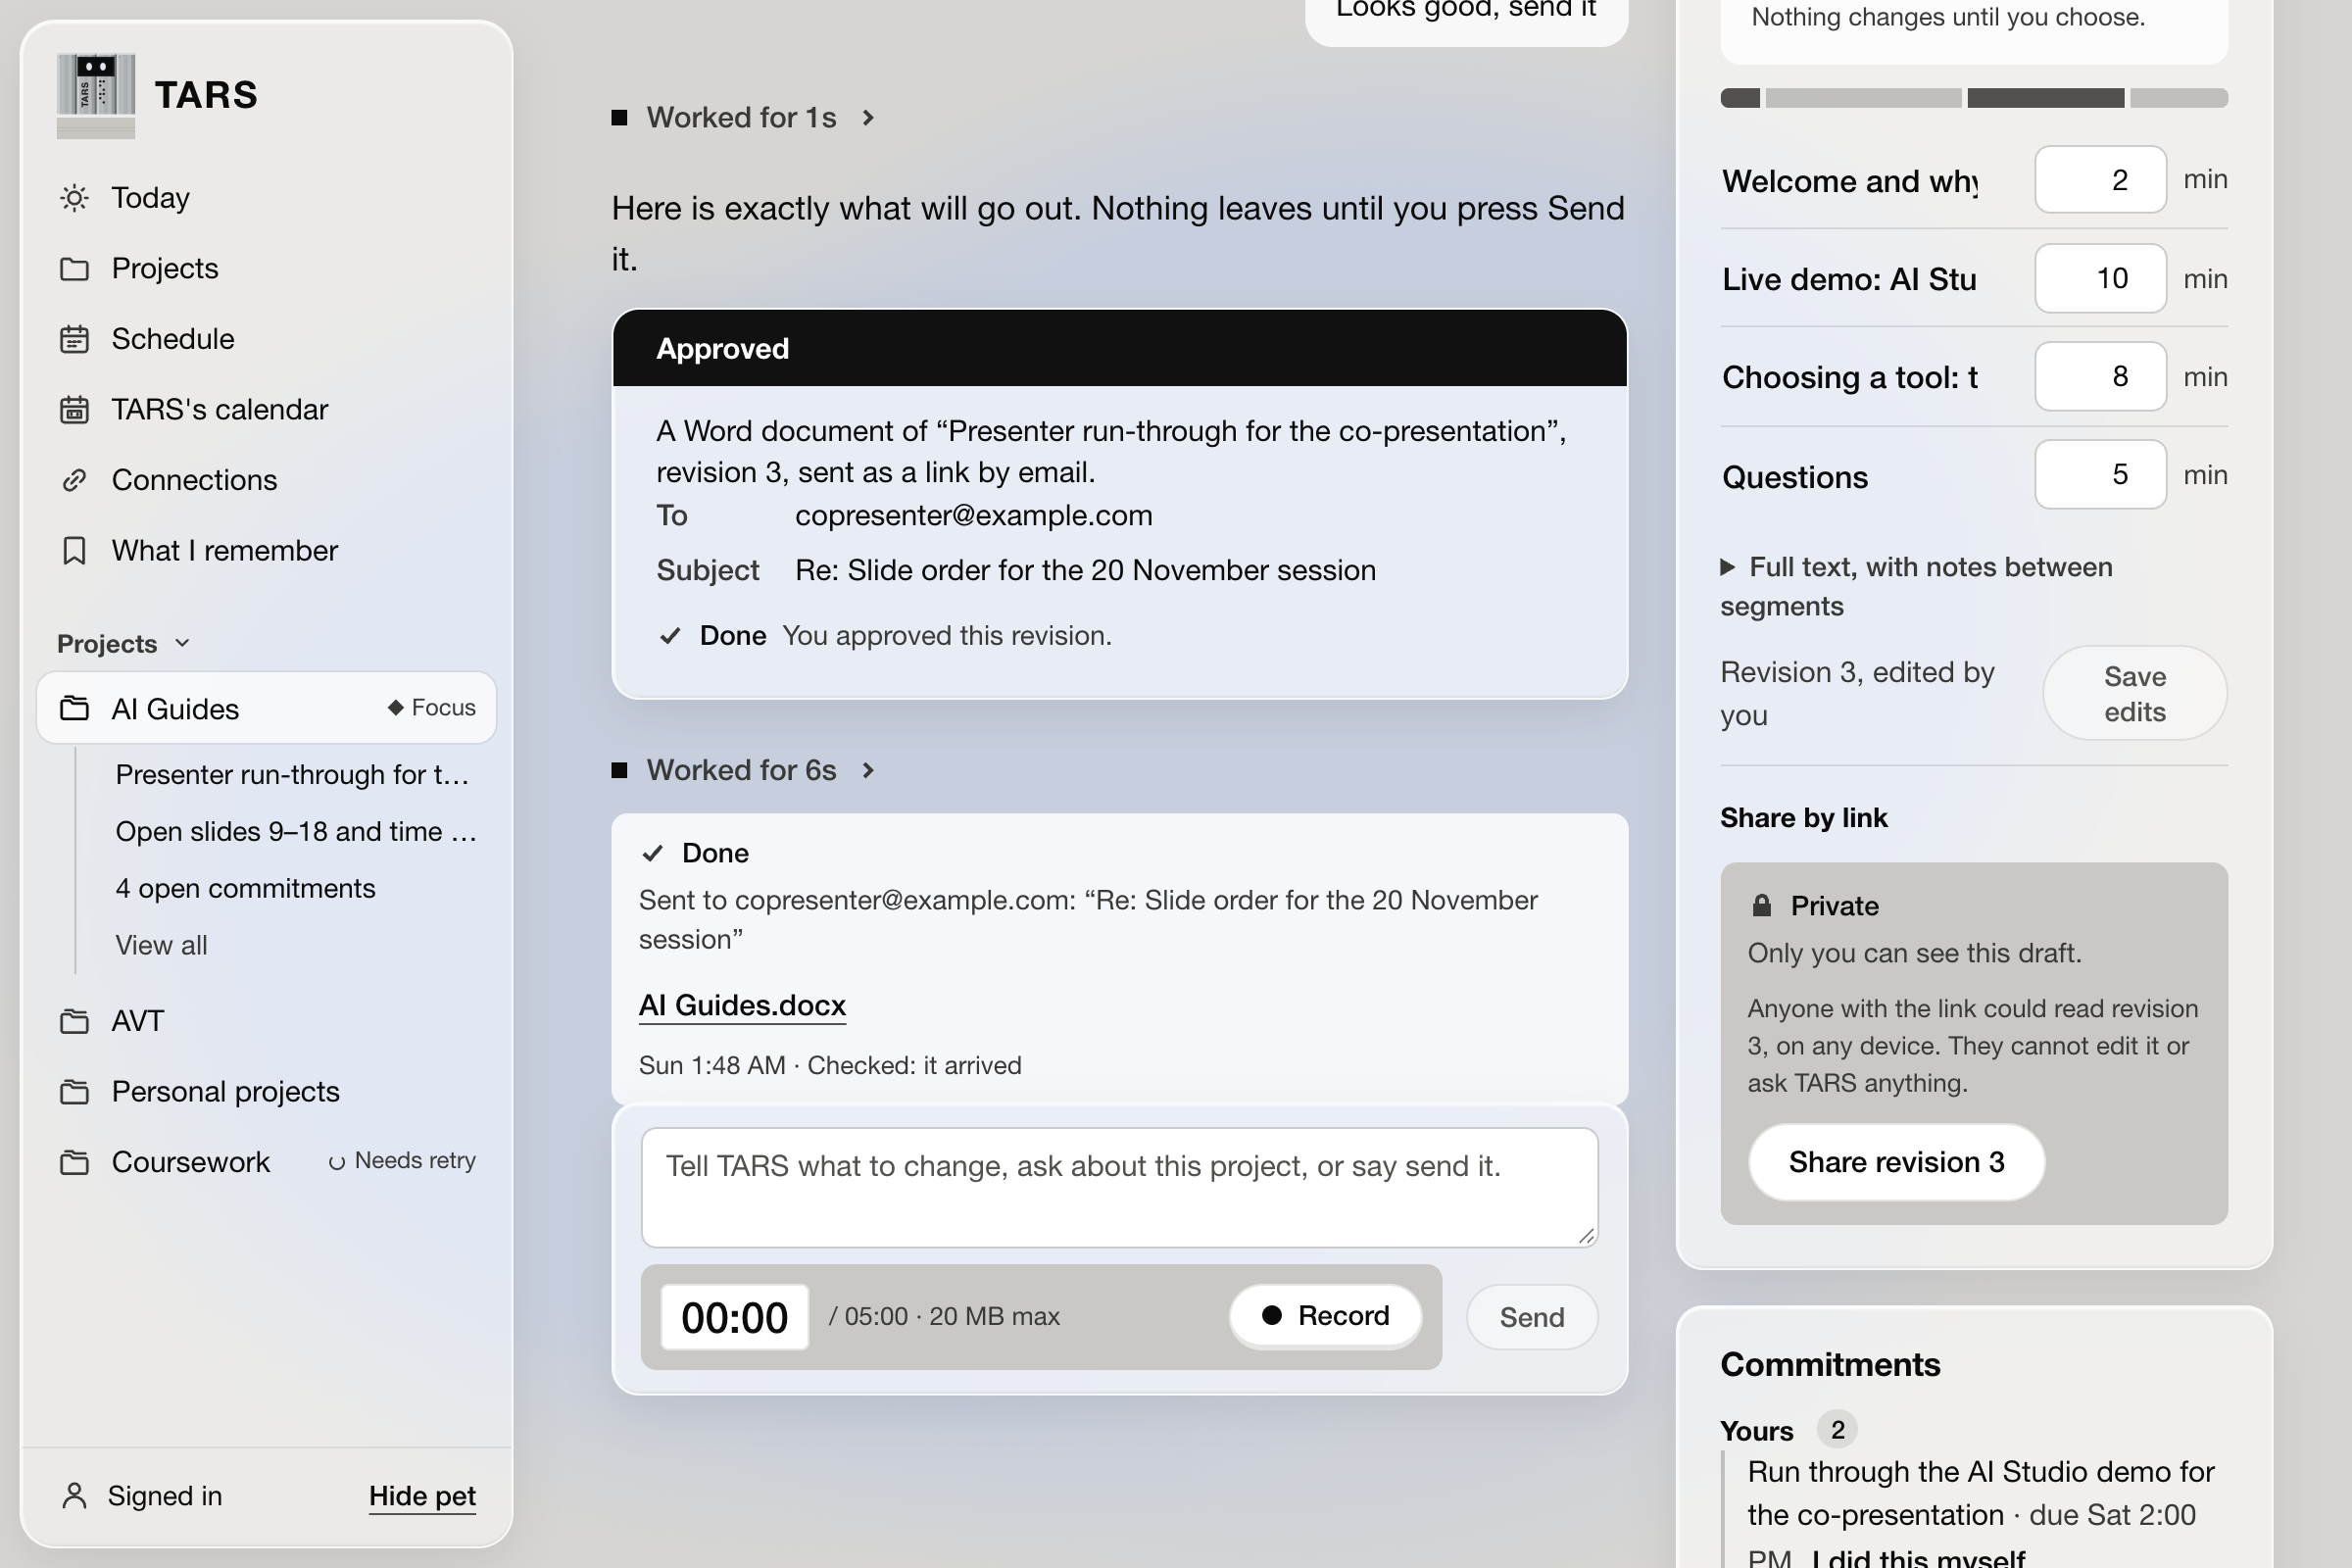 TARS
TARS
Today
Projects
Schedule
TARS's calendar
Connections
What I remember
Projects
AI Guides
Focus
Presenter run-through for t…
Open slides 9–18 and time …
4 open commitments
View all
AVT
Personal projects
Coursework
Needs retry
Signed in
Hide pet
Looks good, send it
Worked for 1s
Here is exactly what will go out. Nothing leaves until you press Send
it.
Approved
A Word document of “Presenter run-through for the co-presentation”,
revision 3, sent as a link by email.
To copresenter@example.com
Subject Re: Slide order for the 20 November session
Done You approved this revision.
Worked for 6s
Done
Sent to copresenter@example.com: “Re: Slide order for the 20 November
session”
AI Guides.docx
Sun 1:48 AM · Checked: it arrived
Tell TARS what to change, ask about this project, or say send it.
00:00 / 05:00 · 20 MB max
Record
Send
Nothing changes until you choose.
Welcome and why 2 min
Live demo: AI Stu 10 min
Choosing a tool: t 8 min
Questions 5 min
Full text, with notes between
segments
Revision 3, edited by
you
Save
edits
Share by link
Private
Only you can see this draft.
Anyone with the link could read revision
3, on any device. They cannot edit it or
ask TARS anything.
Share revision 3
Commitments
Yours 2
Run through the AI Studio demo for
the co-presentation · due Sat 2:00
PM I did this myself